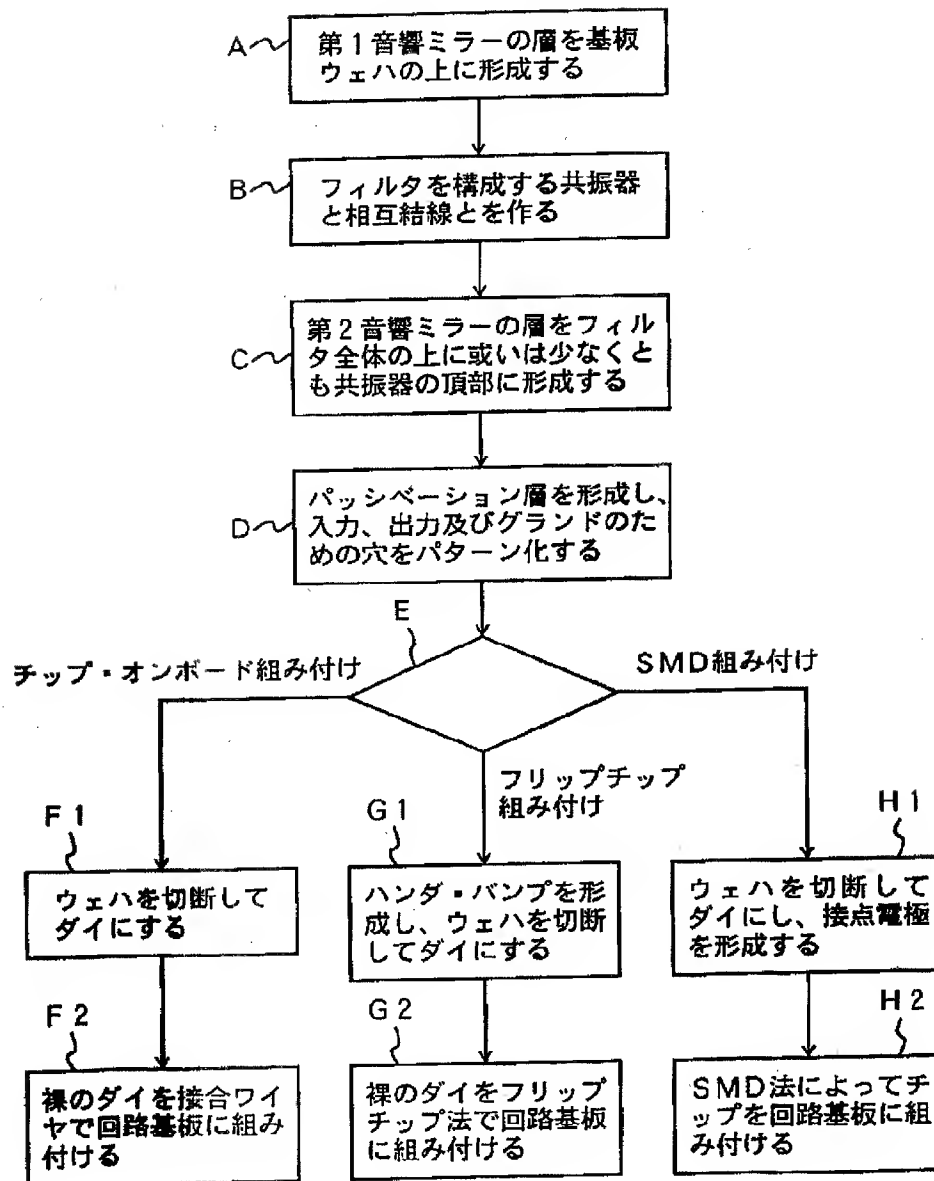 A
第1音響ミラーの層を基板
ウェハの上に形成する
B
フィルタを構成する共振器
と相互結線とを作る
C
第2音響ミラーの層をフィル
タ全体の上に或いは少なくと
も共振器の頂部に形成する
D
パッシベーション層を形成し、
入力、出力及びグランドのた
めの穴をパターン化する
E
チップ・オンボード組み付け
SMD組み付け
フリップチップ
組み付け
F1
ウェハを切断して
ダイにする
G1
ハンダ・バンプを形
成し、ウェハを切断
してダイにする
H1
ウェハを切断して
ダイにし、接点電極
を形成する
F2
裸のダイを接合ワイ
ヤで回路基板に組み
付ける
G2
裸のダイをフリップ
チップ法で回路基板
に組み付ける
H2
SMD法によってチ
ップを回路基板に組
み付ける